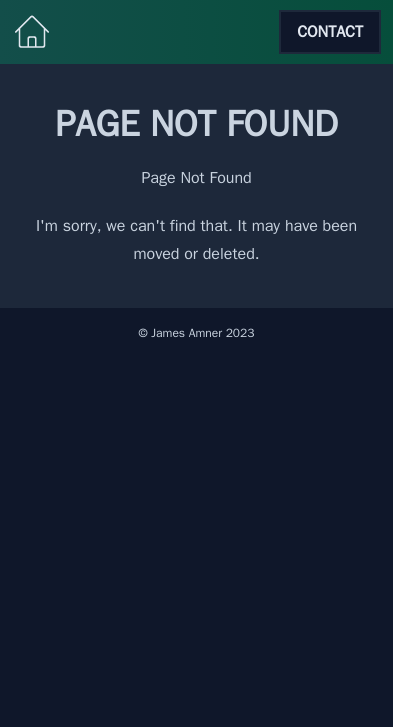 CONTACT
PAGE NOT FOUND
Page Not Found
I'm sorry, we can't find that. It may have been
moved or deleted.
© James Amner 2023